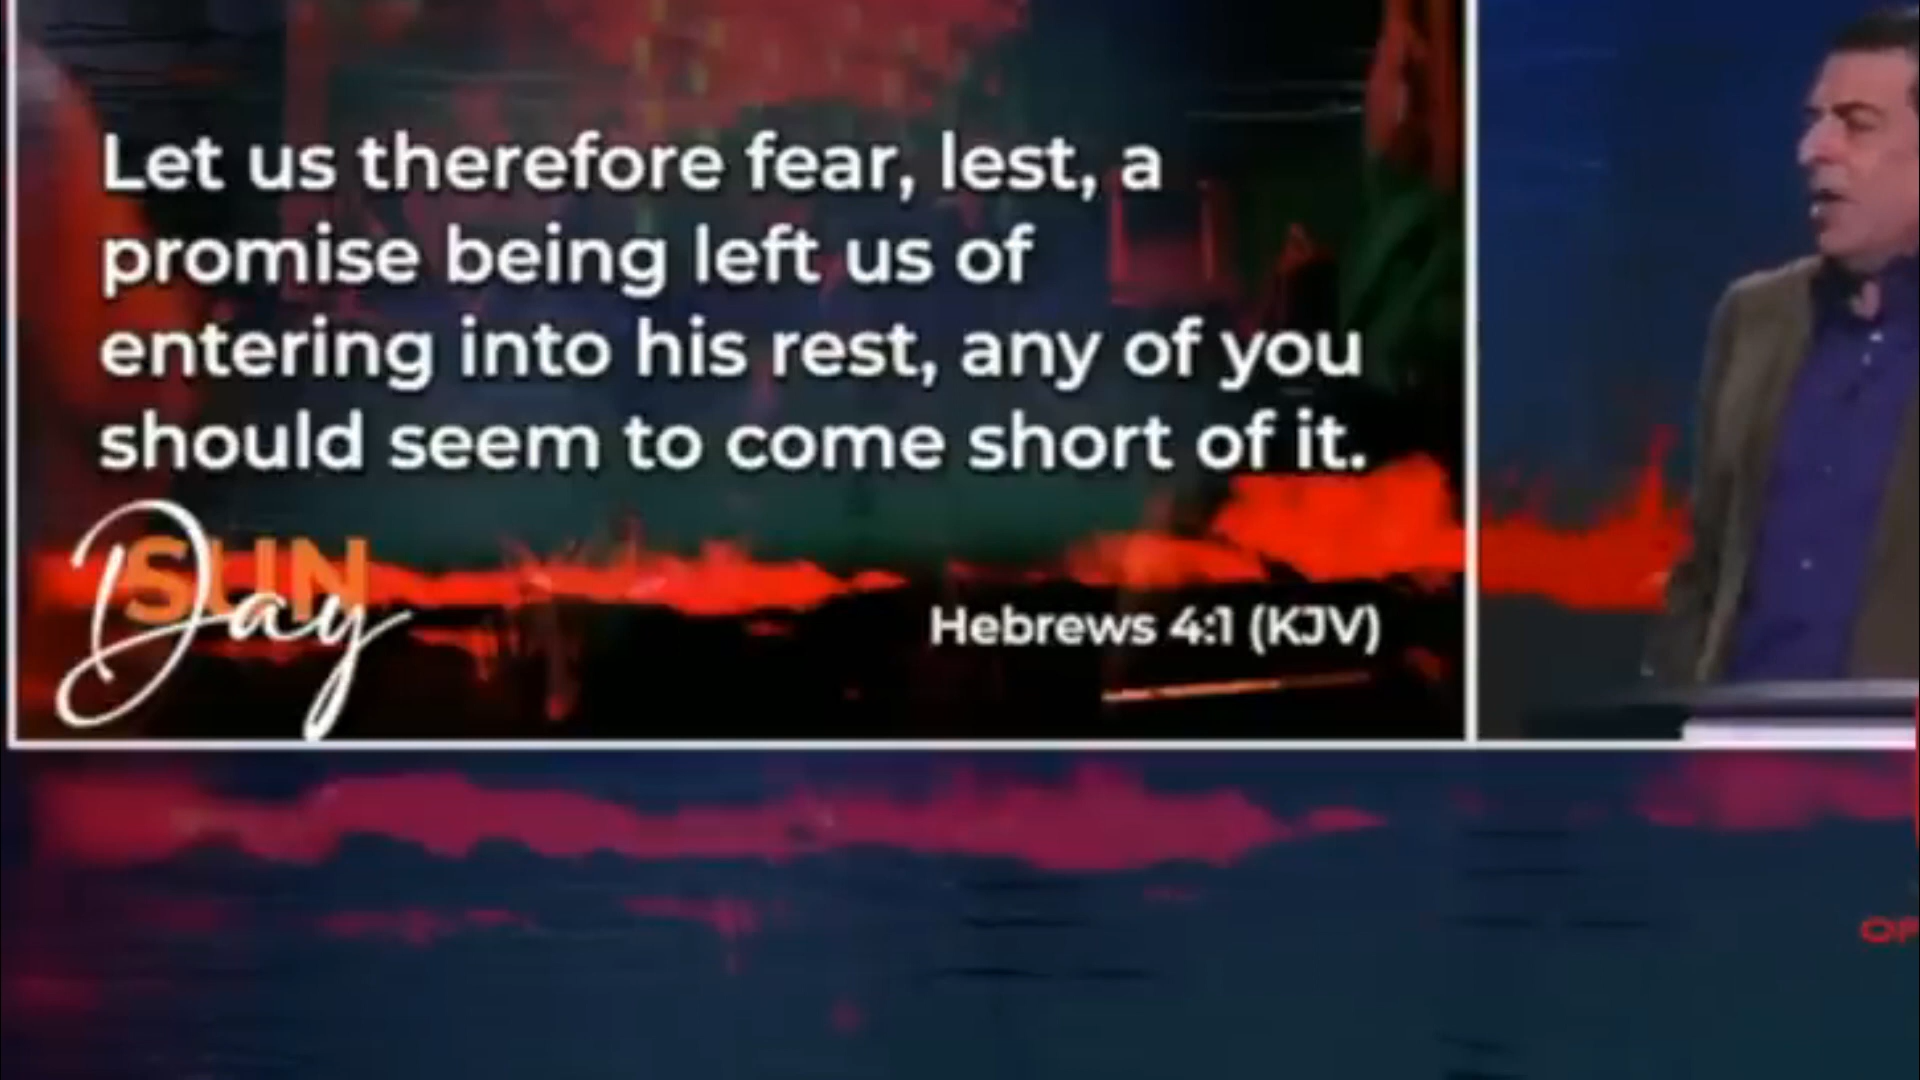 Let us therefore fear, lest, a
promise being left us of
entering into his rest, any of you
should seem to come short of it.
SUN
Day
Hebrews 4:1 (KJV)